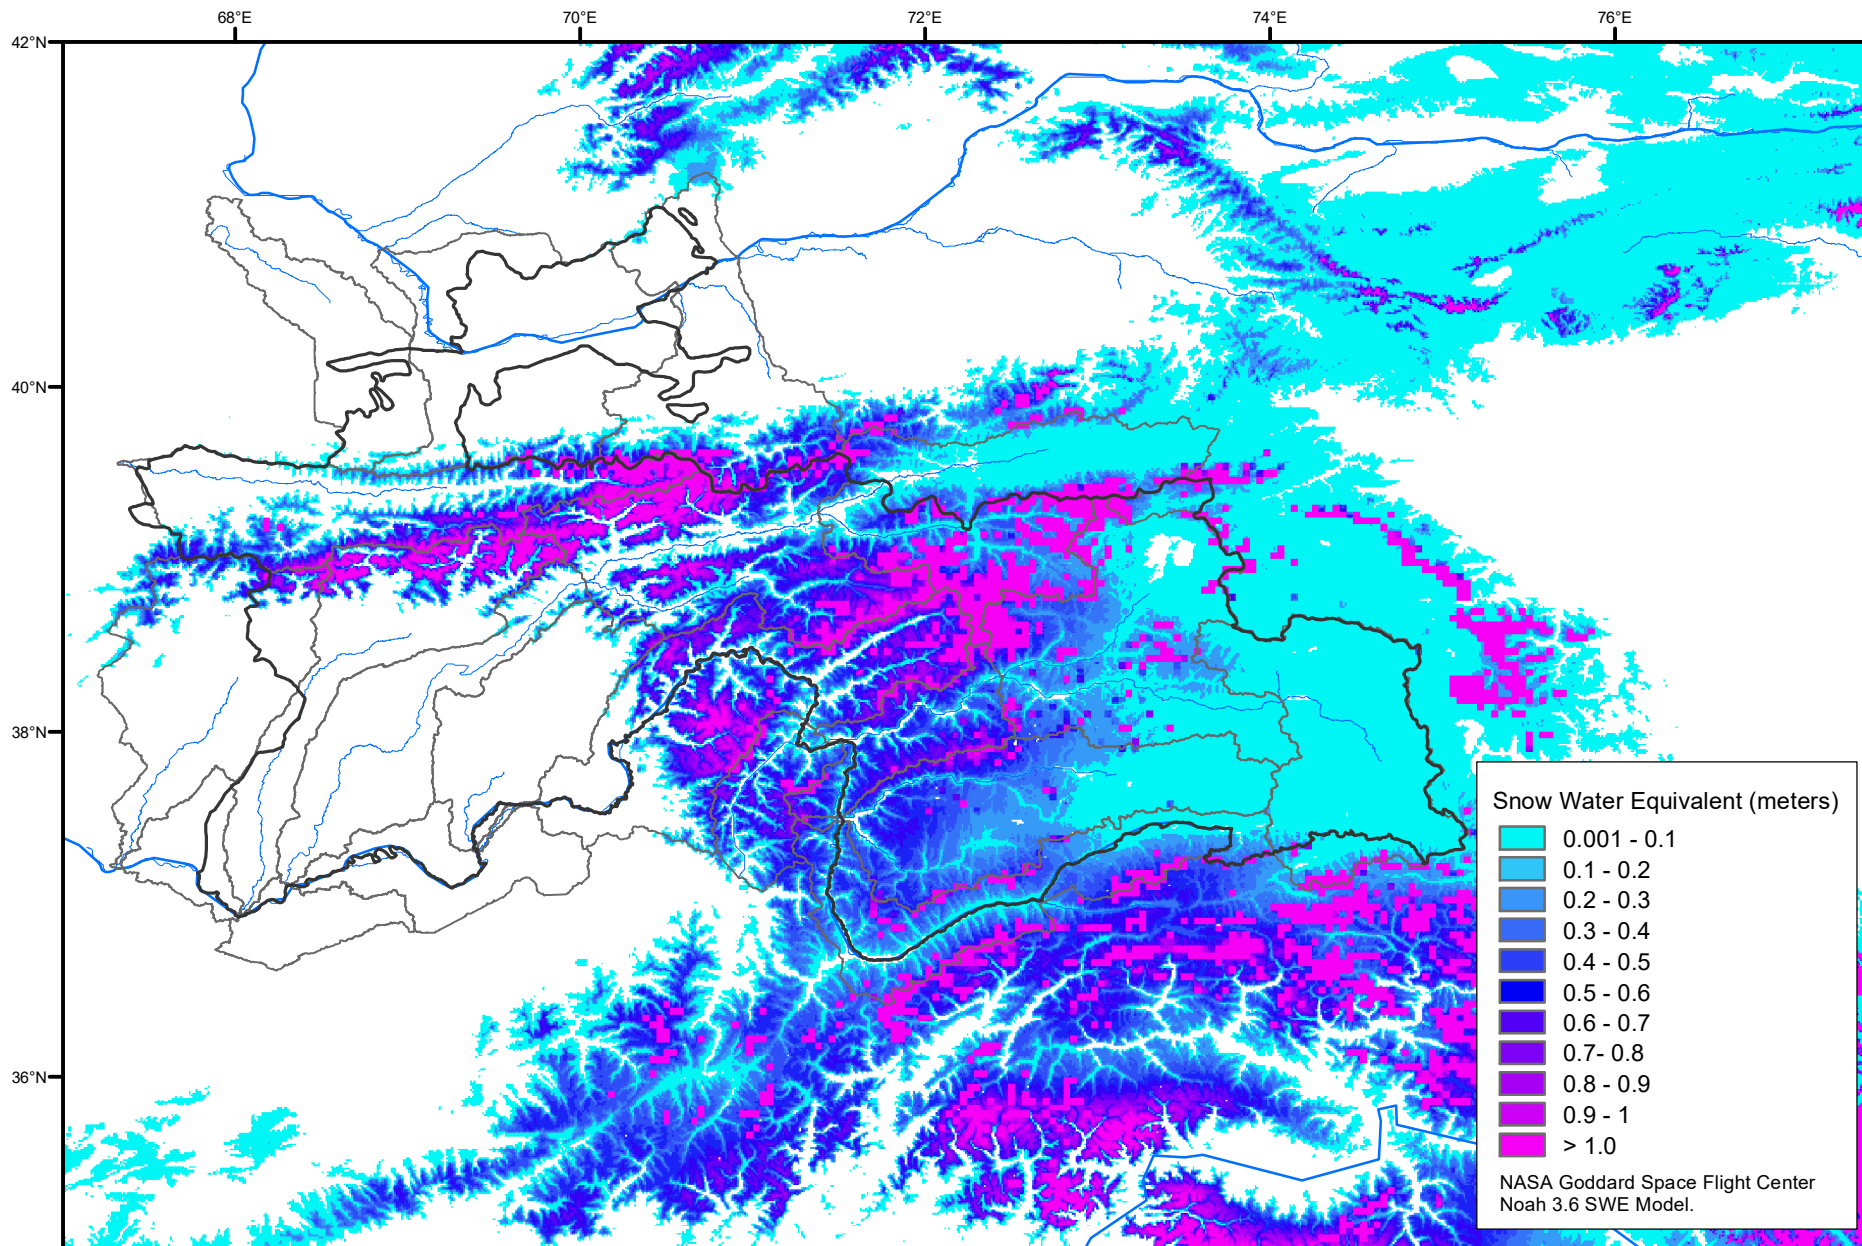 68°E 70°E 72°E 74°E 76°E
42°N
40°N
38°N
36°N
Snow Water Equivalent (meters)
0.001 - 0.1
0.1 - 0.2
0.2 - 0.3
0.3 - 0.4
0.4 - 0.5
0.5 - 0.6
0.6 - 0.7
0.7- 0.8
0.8 - 0.9
0.9 - 1
> 1.0
NASA Goddard Space Flight Center
Noah 3.6 SWE Model.